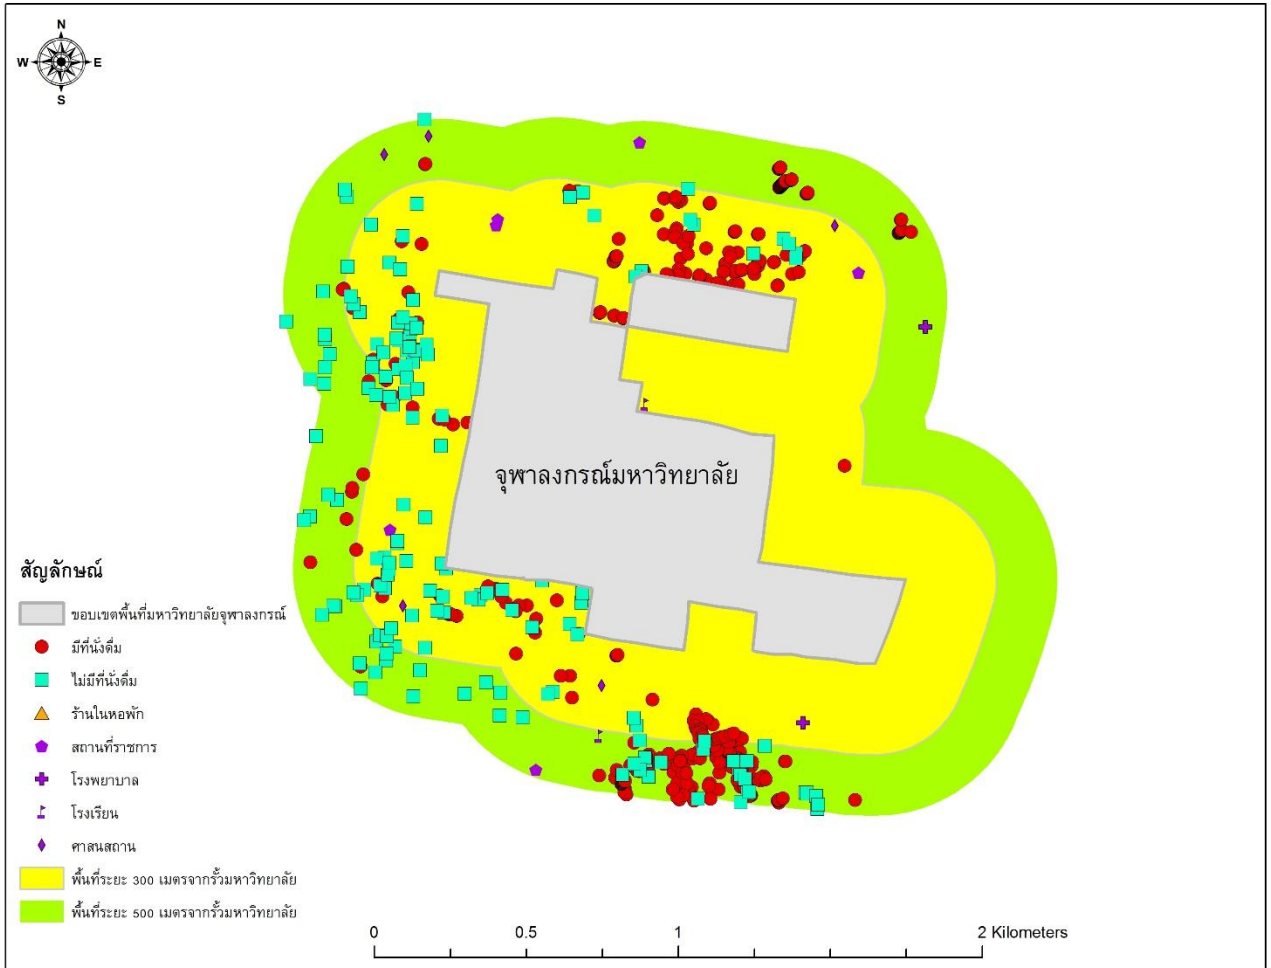 N
W E
S
จุฬาลงกรณ์มหาวิทยาลัย
สัญลักษณ์
ขอบเขตพื้นที่มหาวิทยาลัยจุฬาลงกรณ์
มีที่นั่งดื่ม
ไม่มีที่นั่งดื่ม
ร้านในหอพัก
สถานที่ราชการ
โรงพยาบาล
โรงเรียน
ศาสนสถาน
พื้นที่ระยะ 300 เมตรจากรั้วมหาวิทยาลัย
พื้นที่ระยะ 500 เมตรจากรั้วมหาวิทยาลัย
0 0.5 1 2 Kilometers